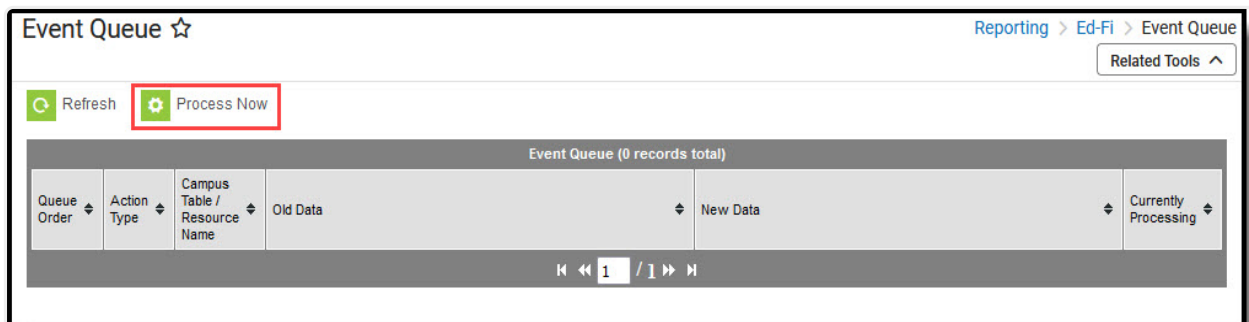 Event Queue ☆
Reporting > Ed-Fi > Event Queue
Related Tools
Refresh
Process Now
Event Queue (0 records total)
Queue
Order
Action
Type
Campus
Table /
Resource
Name
Old Data
New Data
Currently
Processing
1 / 1